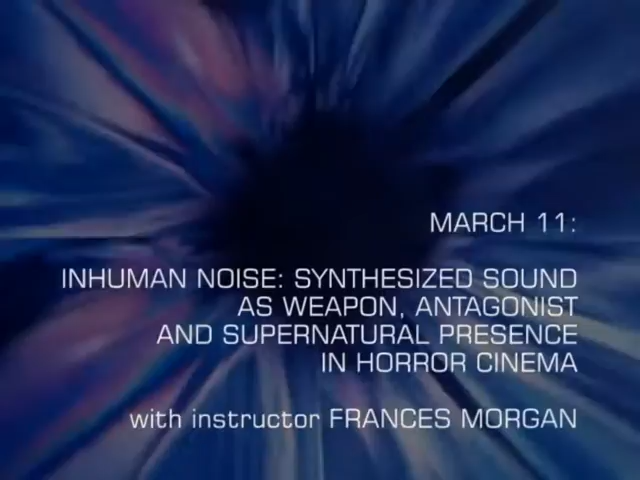 MARCH 11:
INHUMAN NOISE: SYNTHESIZED SOUND
AS WEAPON, ANTAGONIST
AND SUPERNATURAL PRESENCE
IN HORROR CINEMA
with instructor FRANCES MORGAN